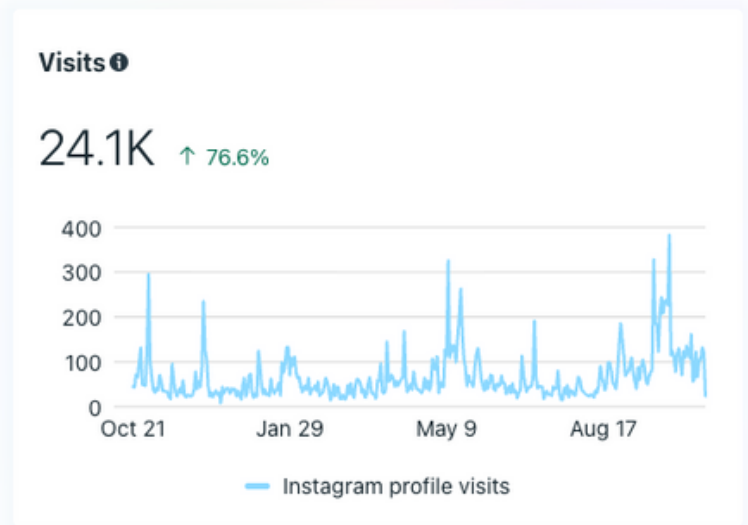 Visits
24.1K ↑ 76.6%
400
300
200
100
0
Oct 21 Jan 29 May 9 Aug 17
Instagram profile visits